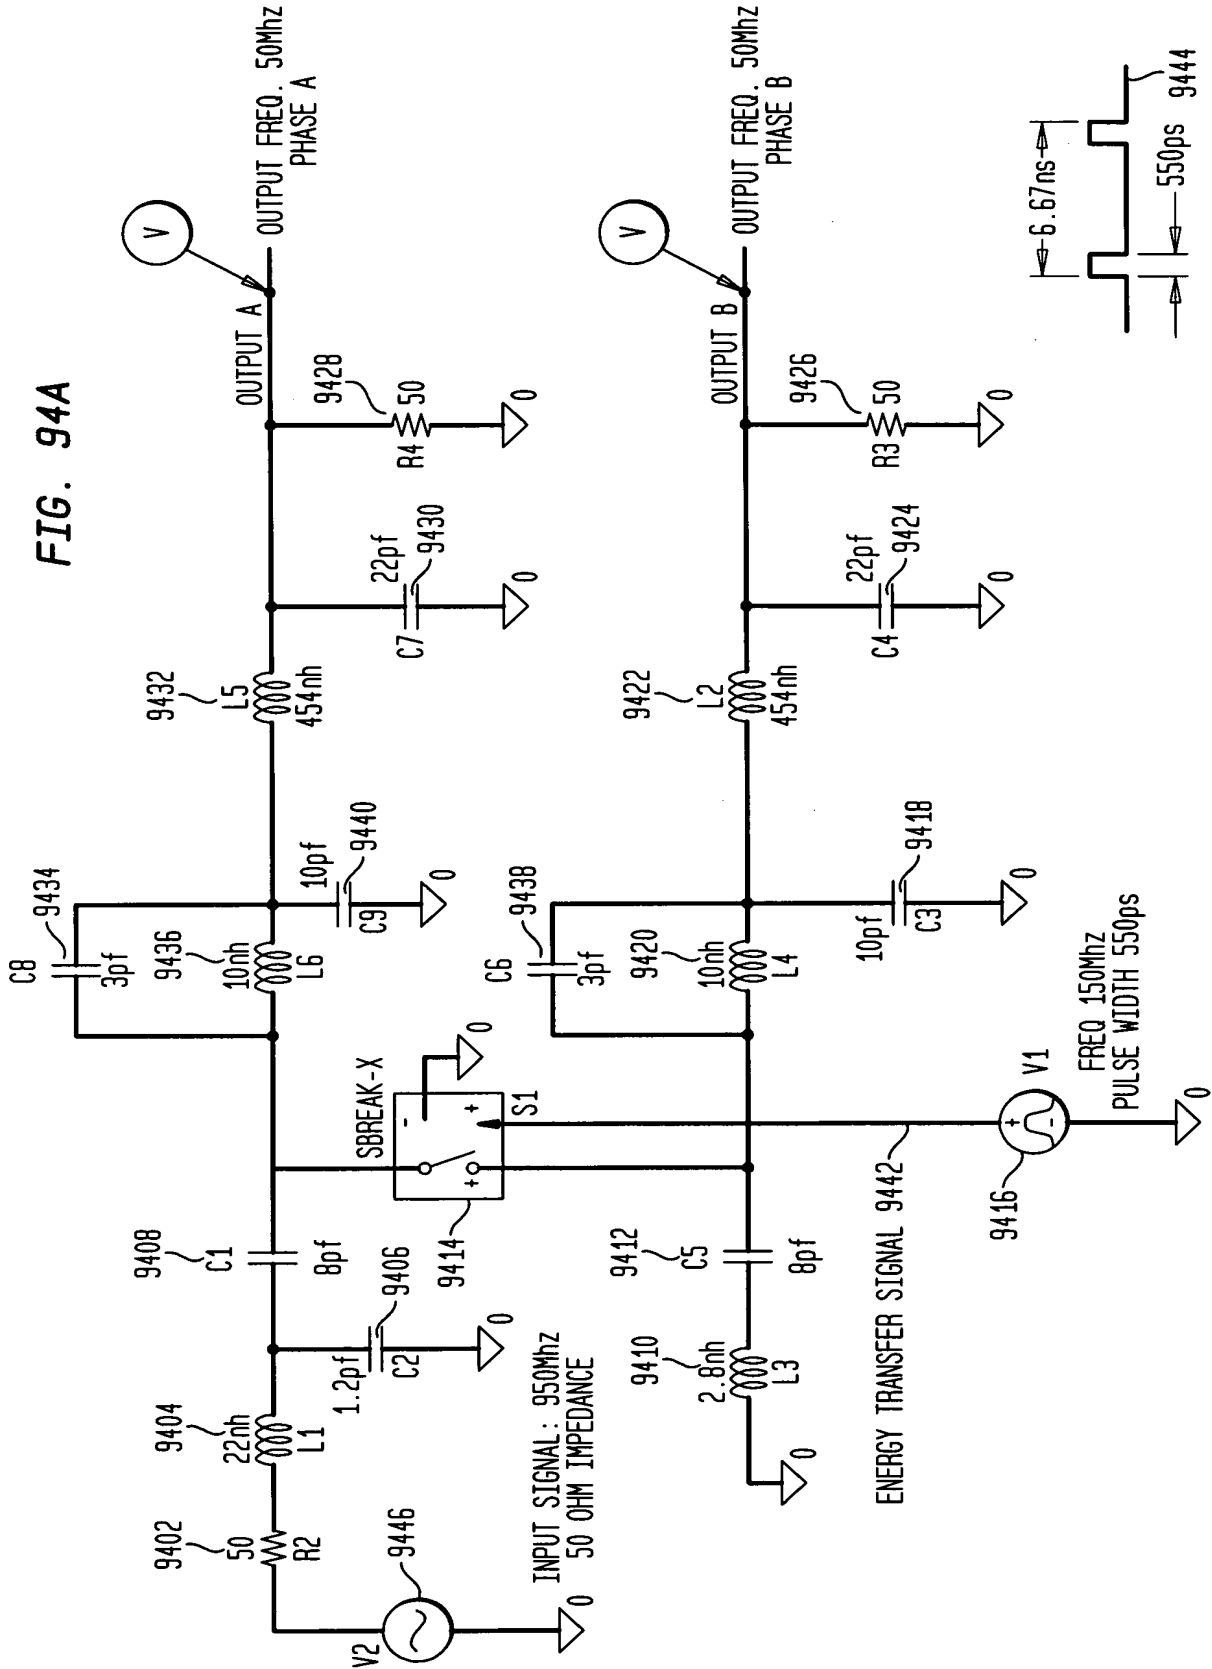 FIG. 94A
V2
9446
INPUT SIGNAL: 950Mhz
50 OHM IMPEDANCE
0
9402
50
R2
9404
22nh
L1
1.2pf
9406
C2
0
9408
C1
8pf
SBREAK-X
-
0
+
+
S1
9414
C8
9434
3pf
9436
10nh
L6
10pf
9440
C9
0
9432
L5
454nh
22pf
9430
C7
0
9428
50
R4
0
OUTPUT A
V
OUTPUT FREQ. 50Mhz
PHASE A
0
9410
2.8nh
L3
9412
C5
8pf
C6
9438
3pf
9420
10nh
L4
10pf
9418
C3
0
9422
L2
454nh
22pf
9424
C4
0
9426
50
R3
0
OUTPUT B
V
OUTPUT FREQ. 50Mhz
PHASE B
ENERGY TRANSFER SIGNAL 9442
9416
+
-
V1
FREQ 150Mhz
PULSE WIDTH 550ps
0
6.67ns
550ps
9444